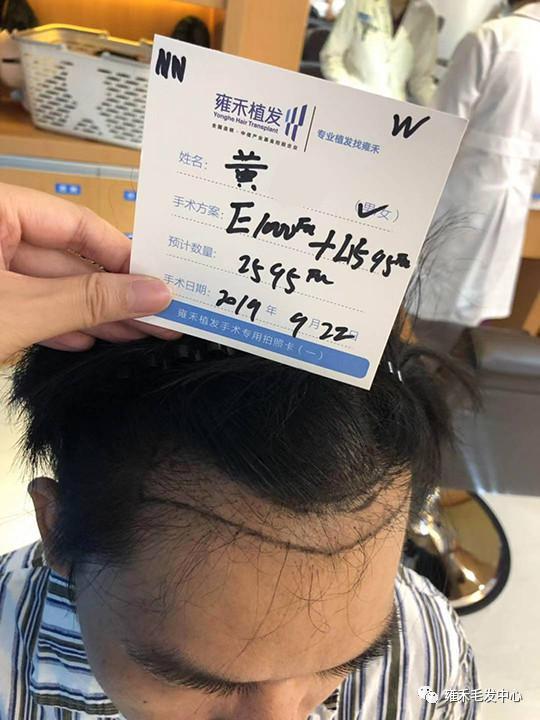 NN
雍禾植发
Yonghe Hair Transplant
专业植发找雍禾
W
姓名: 黄 (男✓女)
手术方案: E1000FU+L1595FU
预计数量: 2595FU
手术日期: 2019年9月22日
雍禾植发手术专用拍照卡(一)
雍禾毛发中心